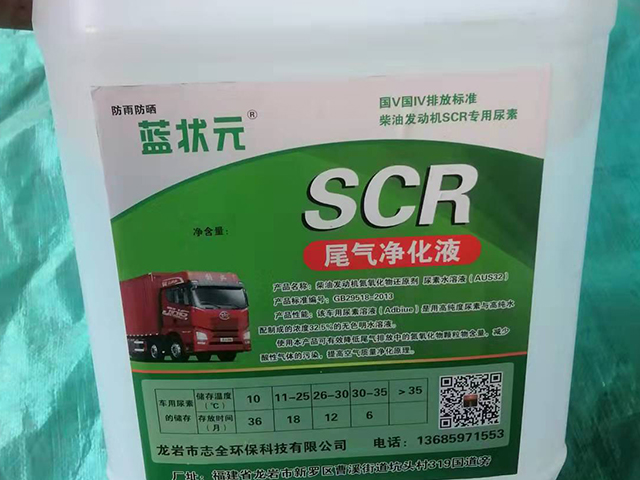 防雨防晒
蓝状元®
国V国IV排放标准
柴油发动机SCR专用尿素
SCR
尾气净化液
净含量:
产品名称: 柴油发动机氮氧化物还原剂 尿素水溶液(AUS32)
产品标准编号: GB29518-2013
产品性能: 该车用尿素溶液(Adblue)是用高纯度尿素与高纯水
配制成的浓度32.5%的无色明水溶液。
使用本产品可有效降低尾气排放中的氮氧化物颗粒物含量, 减少
酸性气体的污染, 提高空气质量净化原理。
车用尿素的储存 储存温度(℃) 10 11-25 26-30 30-35 >35
存放时间(月) 36 18 12 6
龙岩市志全环保科技有限公司 电话: 13685971553
厂址: 福建省龙岩市新罗区曹溪街道坑头村319国道旁